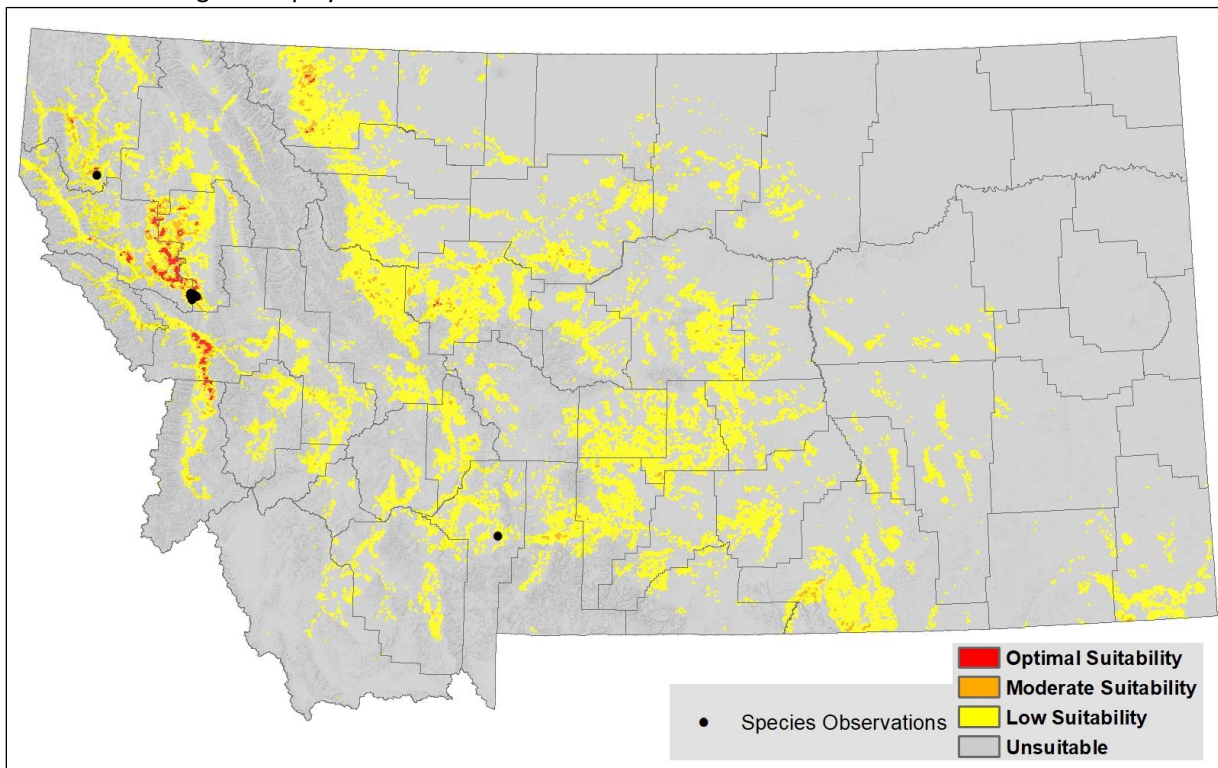 Species Observations
Optimal Suitability
Moderate Suitability
Low Suitability
Unsuitable